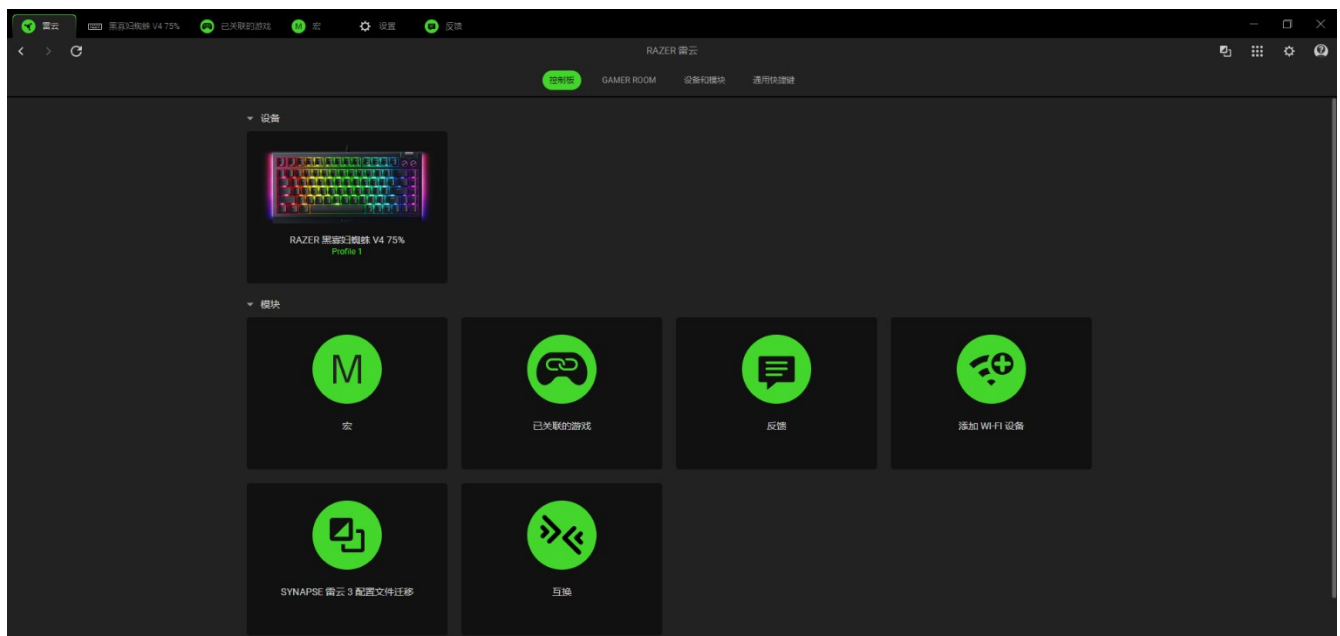 雷云 黑寡妇蜘蛛 V4 75% 已关联的游戏 M 宏 设置 反馈
RAZER 雷云
控制板 GAMER ROOM 设备和模块 通用快捷键
设备
RAZER 黑寡妇蜘蛛 V4 75%
Profile 1
模块
M
宏 已关联的游戏 反馈 添加 WI-FI 设备
SYNAPSE 雷云 3 配置文件迁移 互换